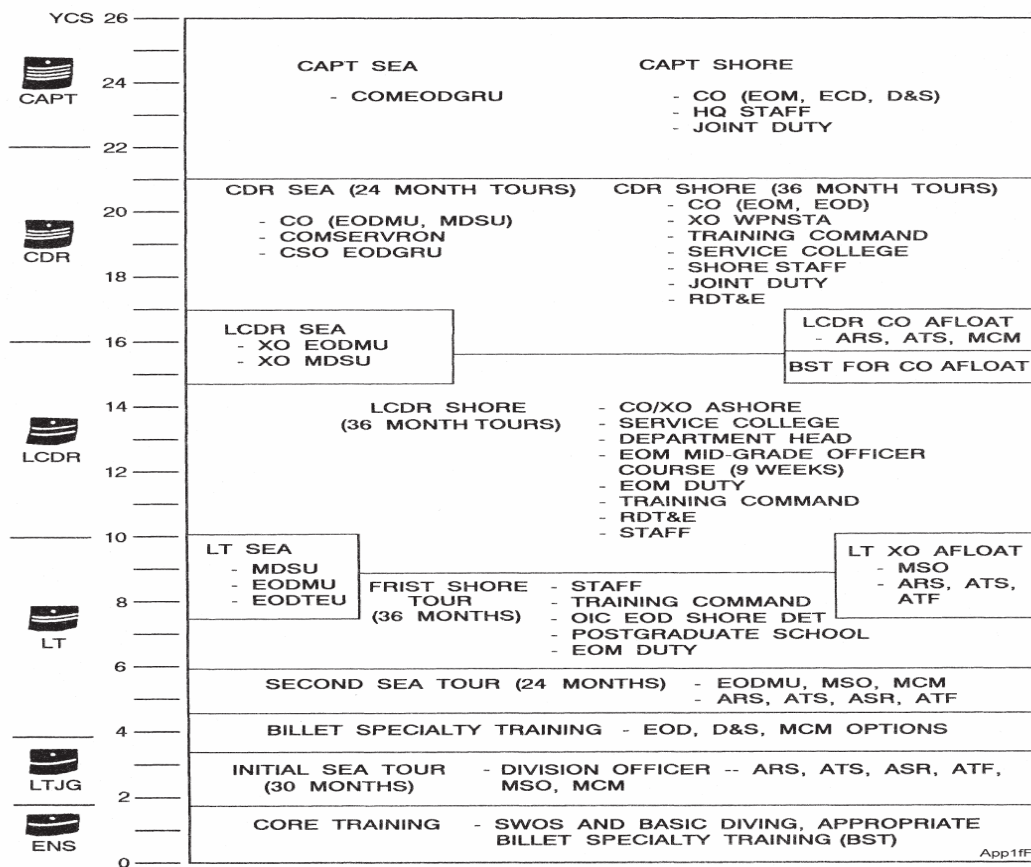 YCS 26
24
CAPT
22
20
CDR
18
16
14
LCDR
12
10
8
LT
6
4
LTJG
2
ENS
0
CAPT SEA
- COMEODGRU
CAPT SHORE
- CO (EOM, ECD, D&S)
- HQ STAFF
- JOINT DUTY
CDR SEA (24 MONTH TOURS)
- CO (EODMU, MDSU)
- COMSERVRON
- CSO EODGRU
CDR SHORE (36 MONTH TOURS)
- CO (EOM, EOD)
- XO WPNSTA
- TRAINING COMMAND
- SERVICE COLLEGE
- SHORE STAFF
- JOINT DUTY
- RDT&E
LCDR SEA
- XO EODMU
- XO MDSU
LCDR CO AFLOAT
- ARS, ATS, MCM
BST FOR CO AFLOAT
LCDR SHORE
(36 MONTH TOURS)
- CO/XO ASHORE
- SERVICE COLLEGE
- DEPARTMENT HEAD
- EOM MID-GRADE OFFICER
COURSE (9 WEEKS)
- EOM DUTY
- TRAINING COMMAND
- RDT&E
- STAFF
LT SEA
- MDSU
- EODMU
- EODTEU
LT XO AFLOAT
- MSO
- ARS, ATS,
ATF
FRIST SHORE
TOUR
(36 MONTHS)
- STAFF
- TRAINING COMMAND
- OIC EOD SHORE DET
- POSTGRADUATE SCHOOL
- EOM DUTY
SECOND SEA TOUR (24 MONTHS) - EODMU, MSO, MCM
- ARS, ATS, ASR, ATF
BILLET SPECIALTY TRAINING - EOD, D&S, MCM OPTIONS
INITIAL SEA TOUR - DIVISION OFFICER -- ARS, ATS, ASR, ATF,
(30 MONTHS) MSO, MCM
CORE TRAINING - SWOS AND BASIC DIVING, APPROPRIATE
BILLET SPECIALTY TRAINING (BST)